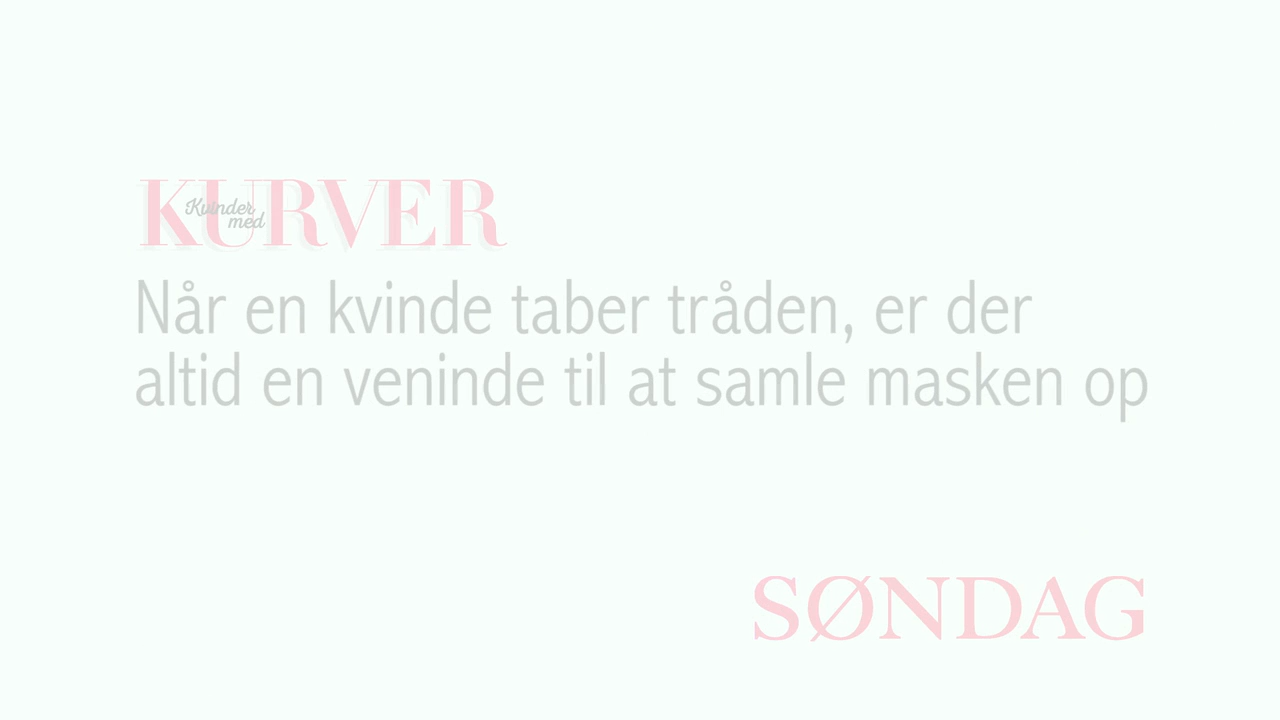 KURVER
Kvinder
med
Når en kvinde taber tråden, er der
altid en veninde til at samle masken op
SØNDAG